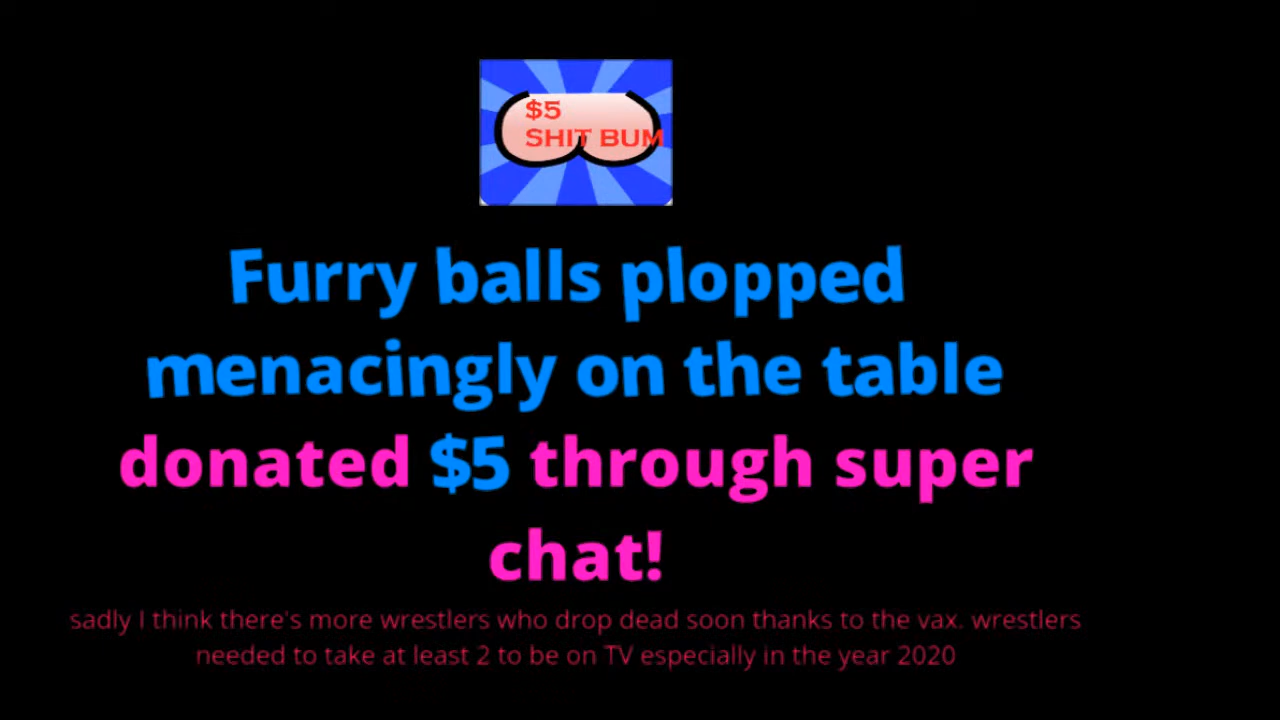 $5
SHIT BUM
Furry balls plopped
menacingly on the table
donated $5 through super
chat!
sadly I think there's more wrestlers who drop dead soon thanks to the vax. wrestlers
needed to take at least 2 to be on TV especially in the year 2020